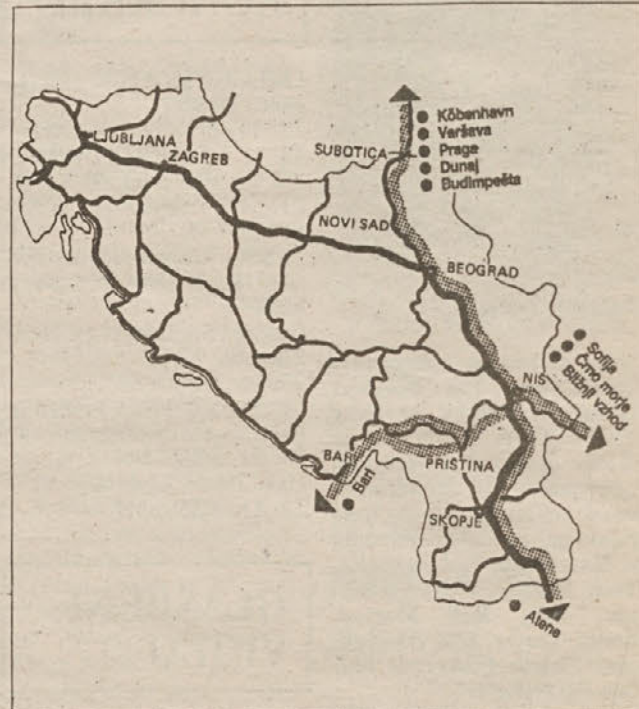 København
Varšava
Praga
Dunaj
Budimpešta
LJUBLJANA
ZAGREB
SUBOTICA
NOVI SAD
BEOGRAD
Sofija
Črno morje
Bližnji vzhod
NIŠ
BAR
Bari
PRIŠTINA
SKOPJE
Atene